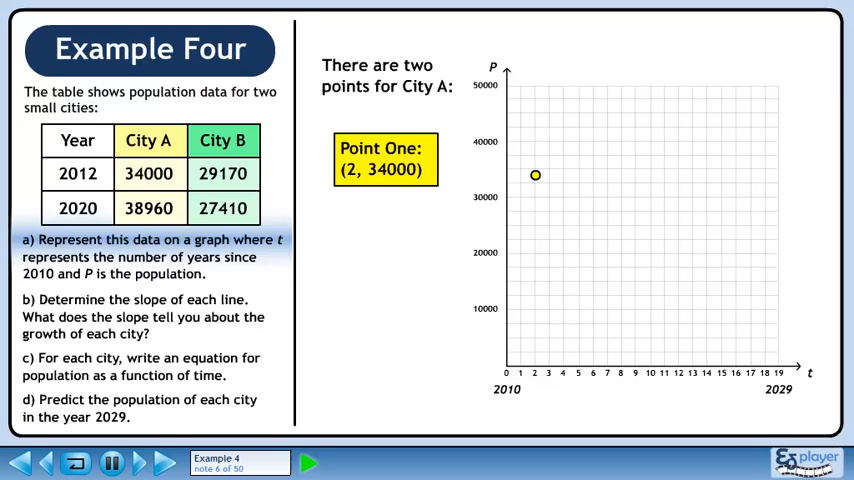 Example Four
The table shows population data for two
small cities:
Year City A City B
2012 34000 29170
2020 38960 27410
a) Represent this data on a graph where t
represents the number of years since
2010 and P is the population.
b) Determine the slope of each line.
What does the slope tell you about the
growth of each city?
c) For each city, write an equation for
population as a function of time.
d) Predict the population of each city
in the year 2029.
There are two
points for City A:
Point One:
(2, 34000)
P
50000
40000
30000
20000
10000
0 1 2 3 4 5 6 7 8 9 10 11 12 13 14 15 16 17 18 19 t
2010 2029
Example 4
note 6 of 50
player